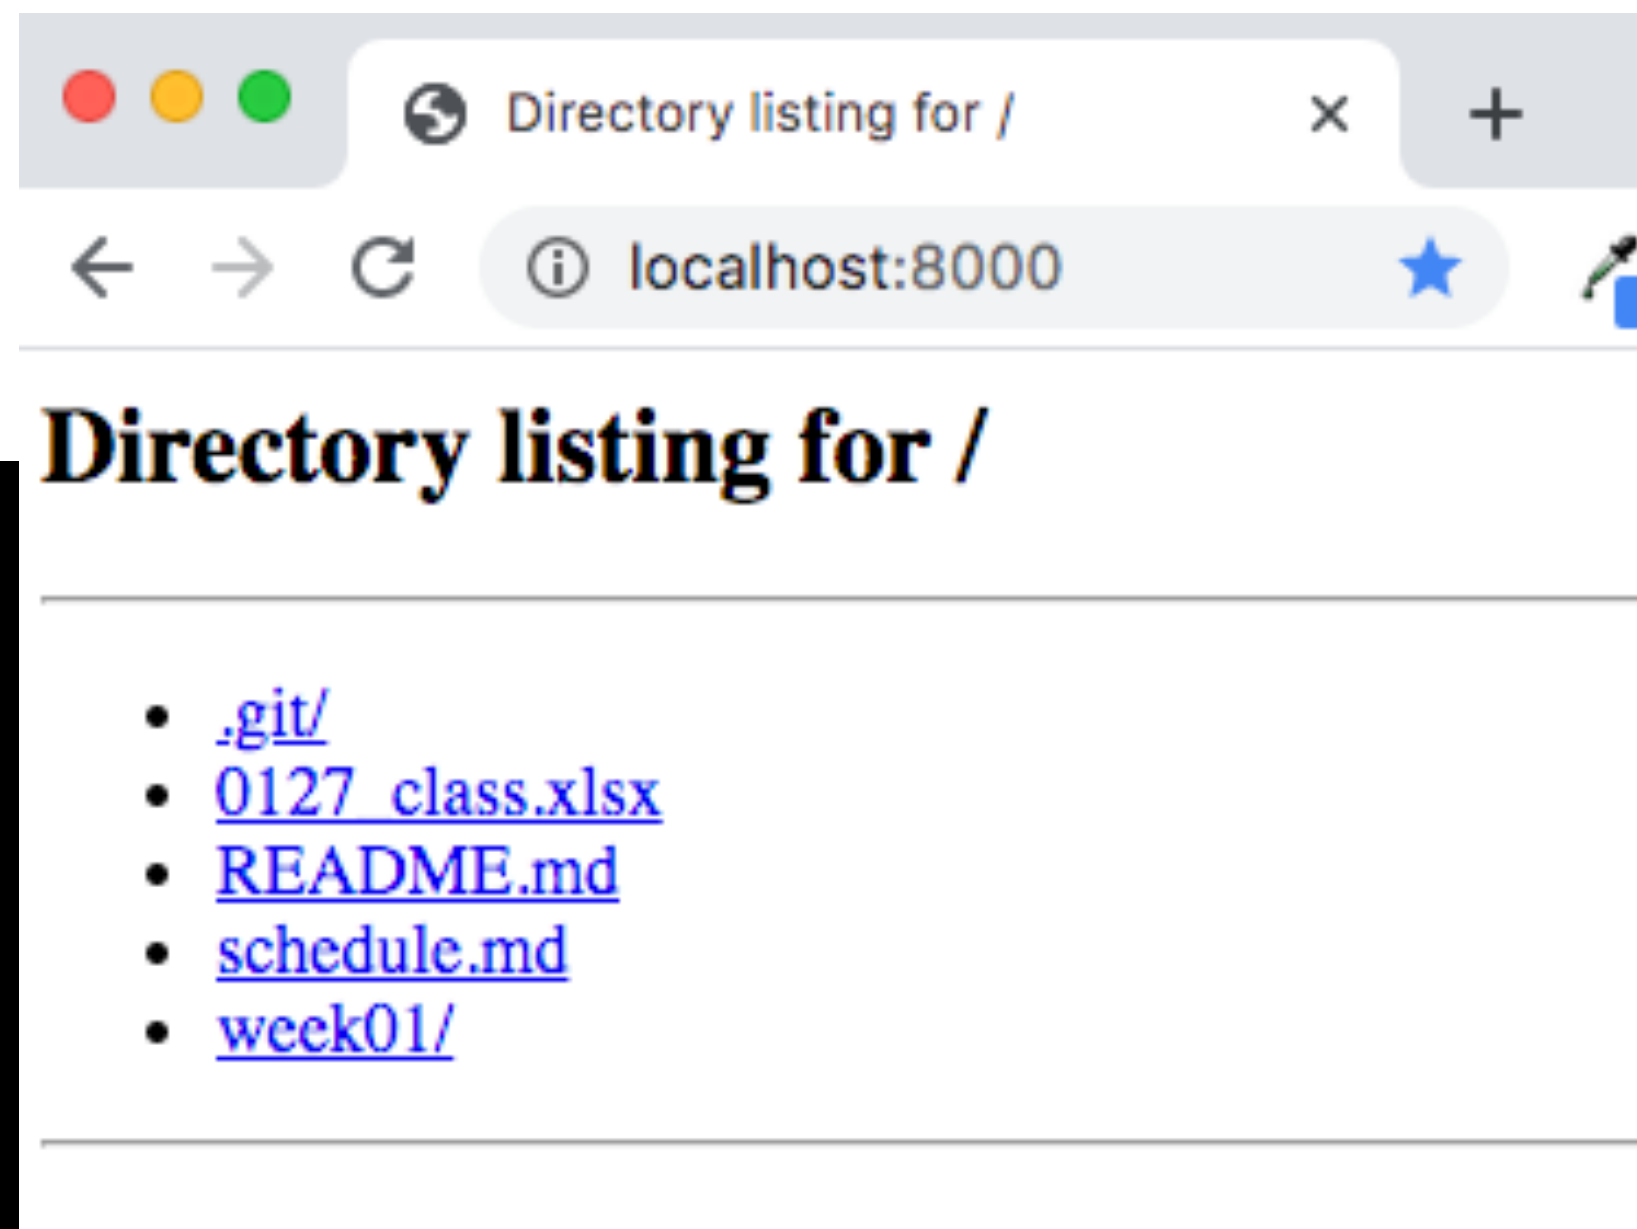 Directory listing for /
localhost:8000
Directory listing for /
.git/
0127_class.xlsx
README.md
schedule.md
week01/